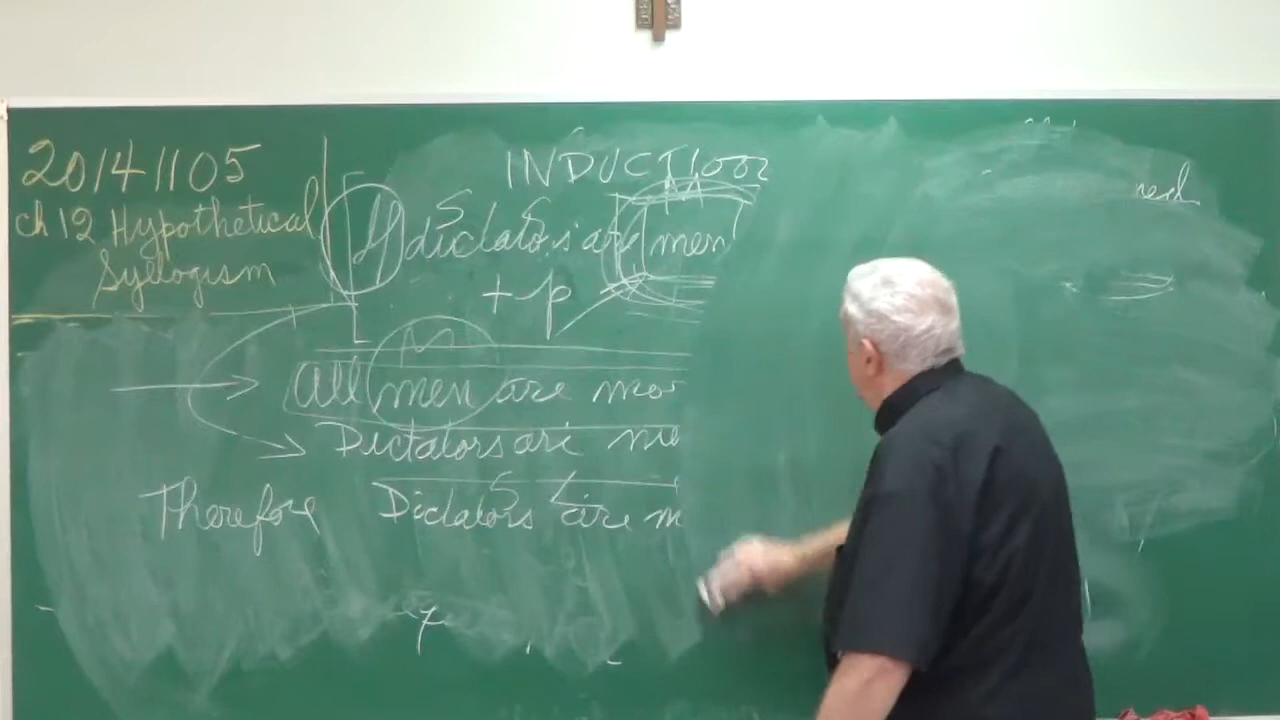 20141105
ch 12 Hypothetical
Syllogism
INDUCTION
If dictators are men
+ p
M
All men are mor
Dictators are me
S
Therefore Dictators are m
ned